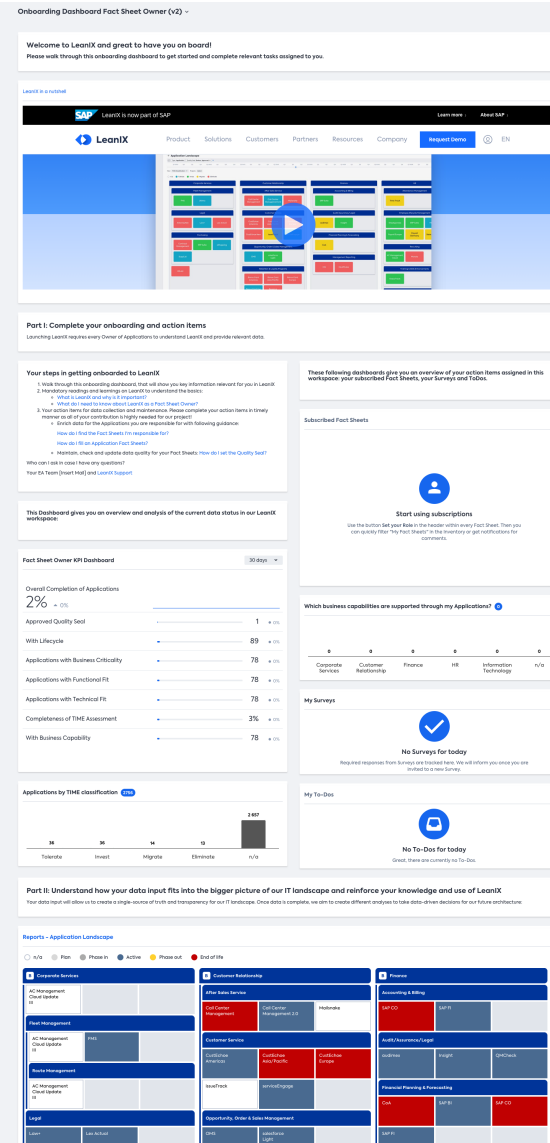 Onboarding Dashboard Fact Sheet Owner (v2)
Welcome to LeanIX and great to have you on board!
Please walk through this onboarding dashboard to get started and complete relevant tasks assigned to you.
LeanIX in a nutshell
SAP LeanIX is now part of SAP
Learn more
About SAP
LeanIX
Product
Solutions
Customers
Partners
Resources
Company
Request Demo
EN
Part I: Complete your onboarding and action items
Launching LeanIX requires every Owner of Applications to understand LeanIX and provide relevant data.
Your steps in getting onboarded to LeanIX
1. Walk through this onboarding dashboard, that will show you key information relevant for you in LeanIX
2. Mandatory readings and learnings on LeanIX to understand the basics:
What is LeanIX and why is it important?
What do I need to know about LeanIX as a Fact Sheet Owner?
3. Your action items for data collection and maintenance. Please complete your action items in timely
manner as all of your contribution is highly needed for our project!
Enrich data for the Applications you are responsible for with following guidance:
How do I find the Fact Sheets I'm responsible for?
How do I fill an Application Fact Sheets?
Maintain, check and update data quality for your Fact Sheets: How do I set the Quality Seal?
Who can I ask in case I have any questions?
Your EA Team [Insert Mail] and LeanIX Support
These following dashboards give you an overview of your action items assigned in this
workspace: your subscribed Fact Sheets, your Surveys and ToDos.
Subscribed Fact Sheets
Start using subscriptions
Use the button Set your Role in the header within every Fact Sheet. Then you
can quickly filter "My Fact Sheets" in the inventory or get notifications for
comments.
This Dashboard gives you an overview and analysis of the current data status in our LeanIX
workspace:
Fact Sheet Owner KPI Dashboard
30 days
Overall Completion of Applications
2% 0%
Approved Quality Seal 1 0%
With Lifecycle 89 0%
Applications with Business Criticality 78 0%
Applications with Functional Fit 78 0%
Applications with Technical Fit 78 0%
Completeness of TIME Assessment 3% 0%
With Business Capability 78 0%
Which business capabilities are supported through my Applications? 0
0 0 0 0 0 0
Corporate Services
Customer Relationship
Finance
HR
Information Technology
n/a
My Surveys
No Surveys for today
Required responses from Surveys are tracked here. We will inform you once you are
invited to a new Survey.
Applications by TIME classification 2756
36 36 14 13 2 657
Tolerate Invest Migrate Eliminate n/a
My To-Dos
No To-Dos for today
Great, there are currently no To-Dos.
Part II: Understand how your data input fits into the bigger picture of our IT landscape and reinforce your knowledge and use of LeanIX
Your data input will allow us to create a single-source of truth and transparency for our IT landscape. Once data is complete, we aim to create different analyses to take data-driven decisions for our future architecture
Reports - Application Landscape
n/a Plan Phase in Active Phase out End of life
B Corporate Services
AC Management
Cloud Update
III
Fleet Management
AC Management
Cloud Update
III
FMS
Route Management
AC Management
Cloud Update
III
Legal
Law+
Lex Actual
B Customer Relationship
After Sales Service
Call Center
Management
Call Center
Management 2.0
Mailsnake
Customer Service
CustEchoe
Americas
CustEchoe
Asia/Pacific
CustEchoe
Europe
IssueTrack
serviceEngage
Opportunity, Order & Sales Management
OMS
salesforce
Light
B Finance
Accounting & Billing
SAP CO
SAP FI
Audit/Assurance/Legal
audimex
Insight
QMCheck
Financial Planning & Forecasting
CoA
SAP BI
SAP CO
SAP FI